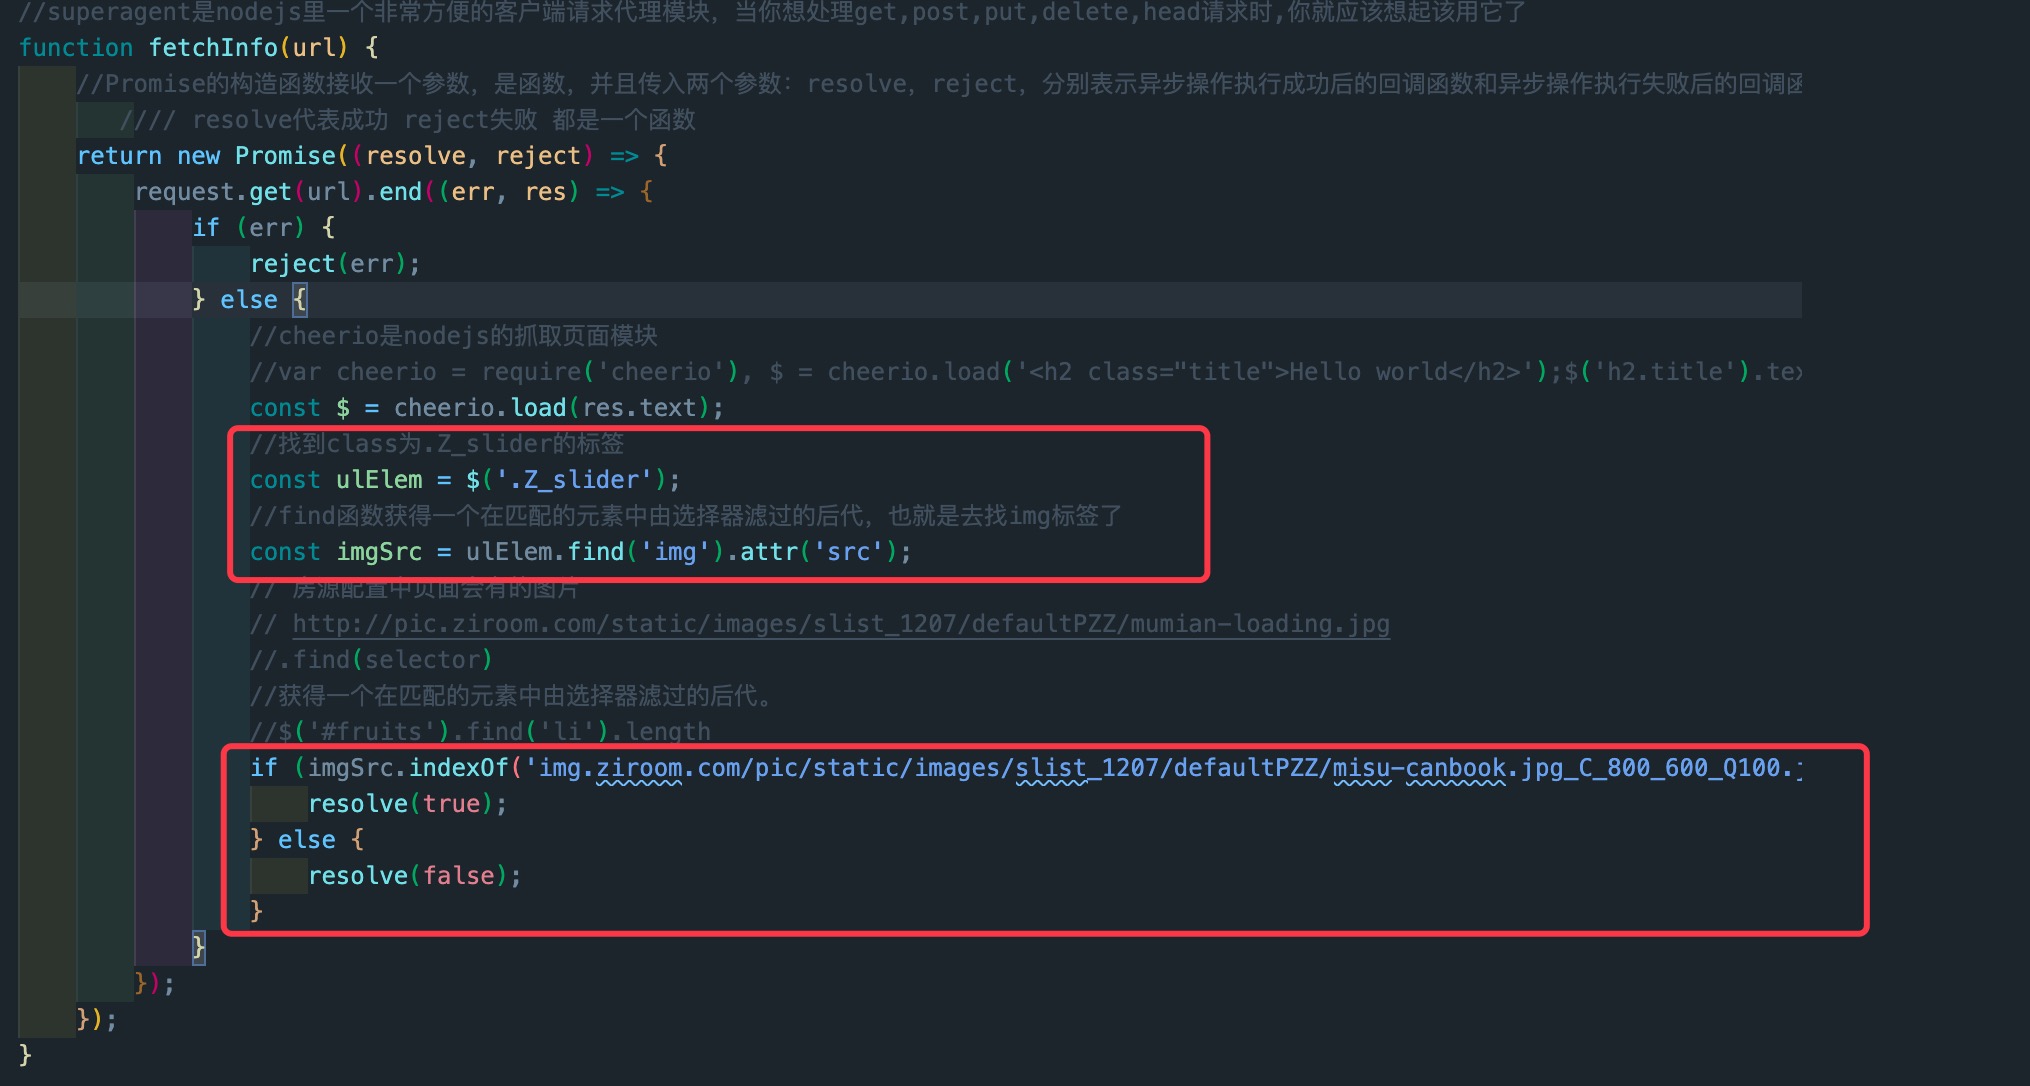 //superagent是nodejs里一个非常方便的客户端请求代理模块，当你想处理get,post,put,delete,head请求时,你就应该想起该用它了
function fetchInfo(url) {
//Promise的构造函数接收一个参数，是函数，并且传入两个参数：resolve，reject，分别表示异步操作执行成功后的回调函数和异步操作执行失败后的回调函
//// resolve代表成功 reject失败 都是一个函数
return new Promise((resolve, reject) => {
request.get(url).end((err, res) => {
if (err) {
reject(err);
} else {
//cheerio是nodejs的抓取页面模块
//var cheerio = require('cheerio'), $ = cheerio.load('<h2 class="title">Hello world</h2>');$('h2.title').tex
const $ = cheerio.load(res.text);
//找到class为.Z_slider的标签
const ulElem = $('.Z_slider');
//find函数获得一个在匹配的元素中由选择器滤过的后代，也就是去找img标签了
const imgSrc = ulElem.find('img').attr('src');
// 房源配置中页面会有的图片
// http://pic.ziroom.com/static/images/slist_1207/defaultPZZ/mumian-loading.jpg
//.find(selector)
//获得一个在匹配的元素中由选择器滤过的后代。
//$('#fruits').find('li').length
if (imgSrc.indexOf('img.ziroom.com/pic/static/images/slist_1207/defaultPZZ/misu-canbook.jpg_C_800_600_Q100.j
resolve(true);
} else {
resolve(false);
}
}
});
});
}